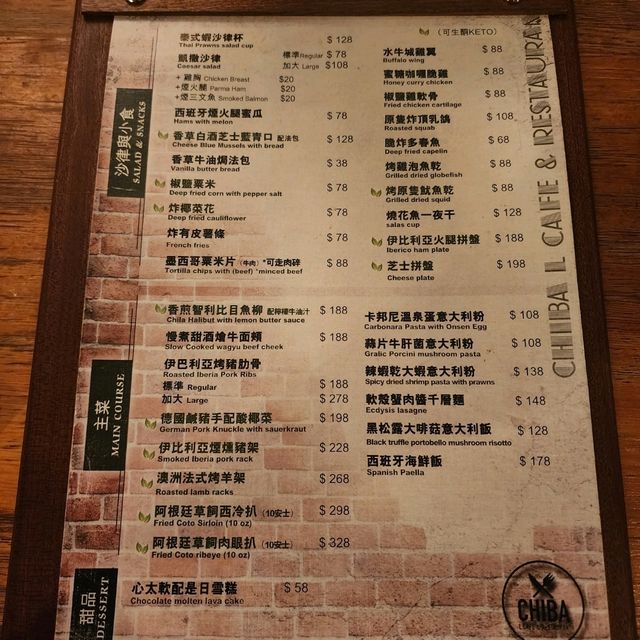 泰式蝦沙律杯 $ 128
Thai Prawns salad cup
凱撒沙律 標準Regular $ 78
Caesar salad 加大 Large $108
+ 雞胸 Chicken Breast $20
+煙火腿 Parma Ham $20
+煙三文魚 Smoked Salmon $20
西班牙煙火腿蜜瓜 $ 78
Hams with melon
香草白酒芝士藍青口 配法包 $ 128
Cheese Blue Mussels with bread
香草牛油焗法包 $ 38
Vanilla butter bread
椒鹽粟米 $ 78
Deep fried corn with pepper salt
炸椰菜花 $ 78
Deep fried cauliflower
炸有皮薯條 $ 78
French fries
墨西哥粟米片（牛肉）*可走肉碎 $ 88
Tortilla chips with (beef) *minced beef
沙律與小食
SALAD & SNACKS
（可生酮KETO）
水牛城雞翼 $ 88
Buffalo wing
蜜糖咖喱脆雞 $ 88
Honey curry chicken
椒鹽雞軟骨 $ 88
Fried chicken cartilage
原隻炸頂乳鴿 $ 108
Roasted squab
脆炸多春魚 $ 68
Deep fried capelin
烤雞泡魚乾 $ 88
Grilled dried globefish
烤原隻魷魚乾 $ 88
Grilled dried squid
燒花魚一夜干 $ 128
salas cup
伊比利亞火腿拼盤 $ 188
Iberico ham plate
芝士拼盤 $ 198
Cheese plate
CHIBA L CAFE & RESTAURAN
香煎智利比目魚柳 配檸檬牛油汁 $ 188
Chila Halibut with lemon butter sauce
慢煮甜酒燴牛面頰 $ 188
Slow Cooked wagyu beef cheek
伊巴利亞烤豬肋骨
Roasted Iberia Pork Ribs
標準 Regular $ 188
加大 Large $ 278
德國鹹豬手配酸椰菜 $ 198
German Pork Knuckle with sauerkraut
伊比利亞煙燻豬架 $ 228
Smoked Iberia pork rack
澳洲法式烤羊架 $ 268
Roasted lamb racks
阿根廷草飼西冷扒（10安士） $ 298
Fried Coto Sirloin (10 oz)
阿根廷草飼肉眼扒（10安士） $ 328
Fried Coto ribeye (10 oz)
主菜
MAIN COURSE
卡邦尼溫泉蛋意大利粉 $ 108
Carbonara Pasta with Onsen Egg
蒜片牛肝菌意大利粉 $ 108
Gralic Porcini mushroom pasta
辣蝦乾大蝦意大利粉 $ 138
Spicy dried shrimp pasta with prawns
軟殼蟹肉醬千層麵 $ 148
Ecdysis lasagne
黑松露大啡菇意大利飯 $ 128
Black truffle portobello mushroom risotto
西班牙海鮮飯 $ 178
Spanish Paella
甜品
DESSERT
心太軟配是日雪糕 $ 58
Chocolate molten lava cake
CHIBA